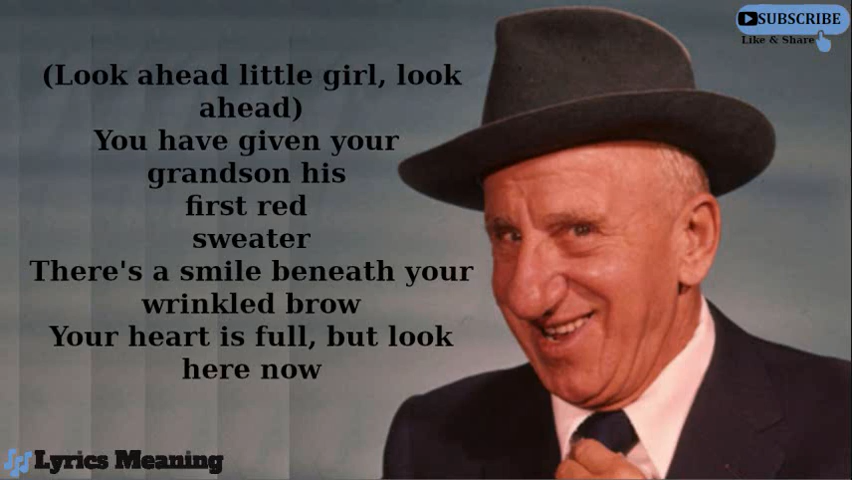 SUBSCRIBE
Like & Share
(Look ahead little girl, look
ahead)
You have given your
grandson his
first red
sweater
There's a smile beneath your
wrinkled brow
Your heart is full, but look
here now
Lyrics Meaning